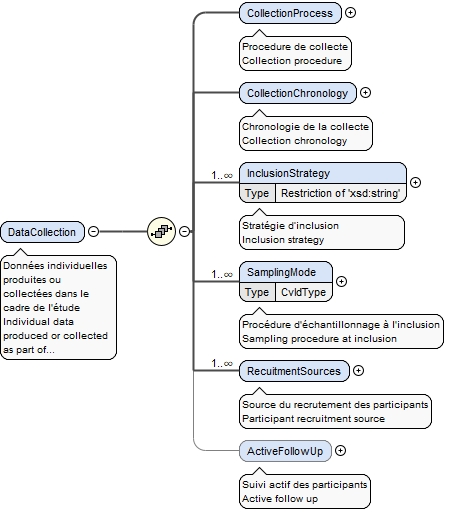 CollectionProcess
Procedure de collecte
Collection procedure
CollectionChronology
Chronologie de la collecte
Collection chronology
1..∞
InclusionStrategy
Type Restriction of 'xsd:string'
Stratégie d'inclusion
Inclusion strategy
DataCollection
Données individuelles
produites ou
collectées dans le
cadre de l'étude
Individual data
produced or collected
as part of...
1..∞
SamplingMode
Type CvIdType
Procédure d'échantillonnage à l'inclusion
Sampling procedure at inclusion
1..∞
RecuitmentSources
Source du recrutement des participants
Participant recruitment source
ActiveFollowUp
Suivi actif des participants
Active follow up